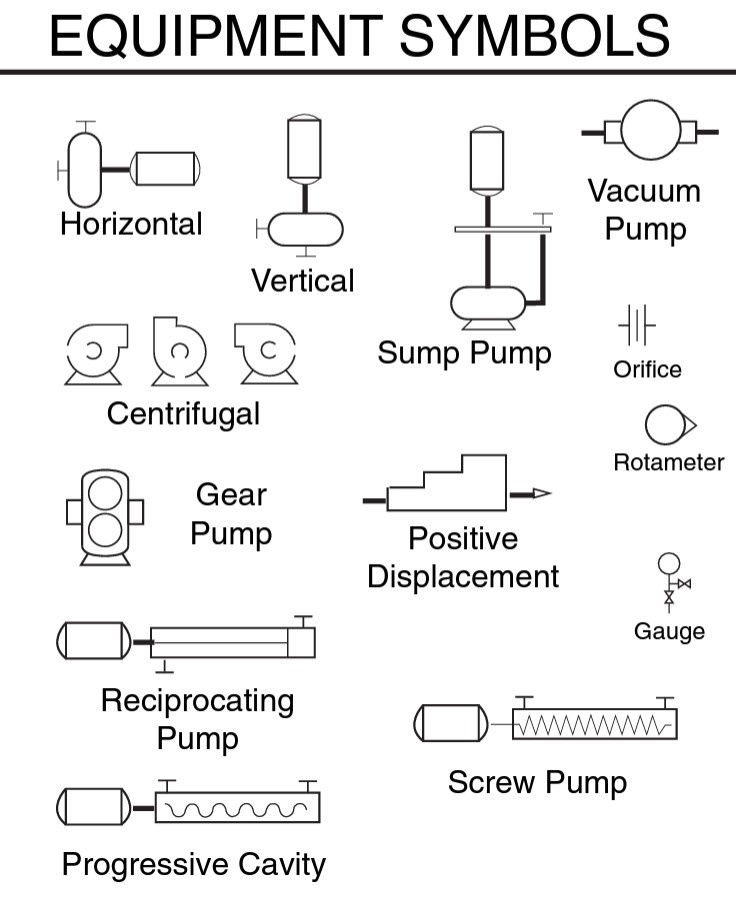 EQUIPMENT SYMBOLS
Horizontal
Vertical
Sump Pump
Vacuum
Pump
Orifice
Centrifugal
Rotameter
Gear
Pump
Positive
Displacement
Gauge
Reciprocating
Pump
Screw Pump
Progressive Cavity